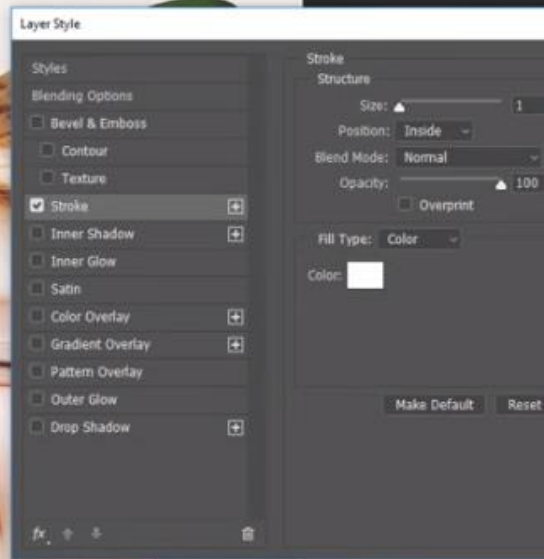 Layer Style
Styles
Blending Options
Bevel & Emboss
Contour
Texture
Stroke
Inner Shadow
Inner Glow
Satin
Color Overlay
Gradient Overlay
Pattern Overlay
Outer Glow
Drop Shadow
fx
Stroke
Structure
Size: 1
Position: Inside
Blend Mode: Normal
Opacity: 100
Overprint
Fill Type: Color
Color:
Make Default Reset